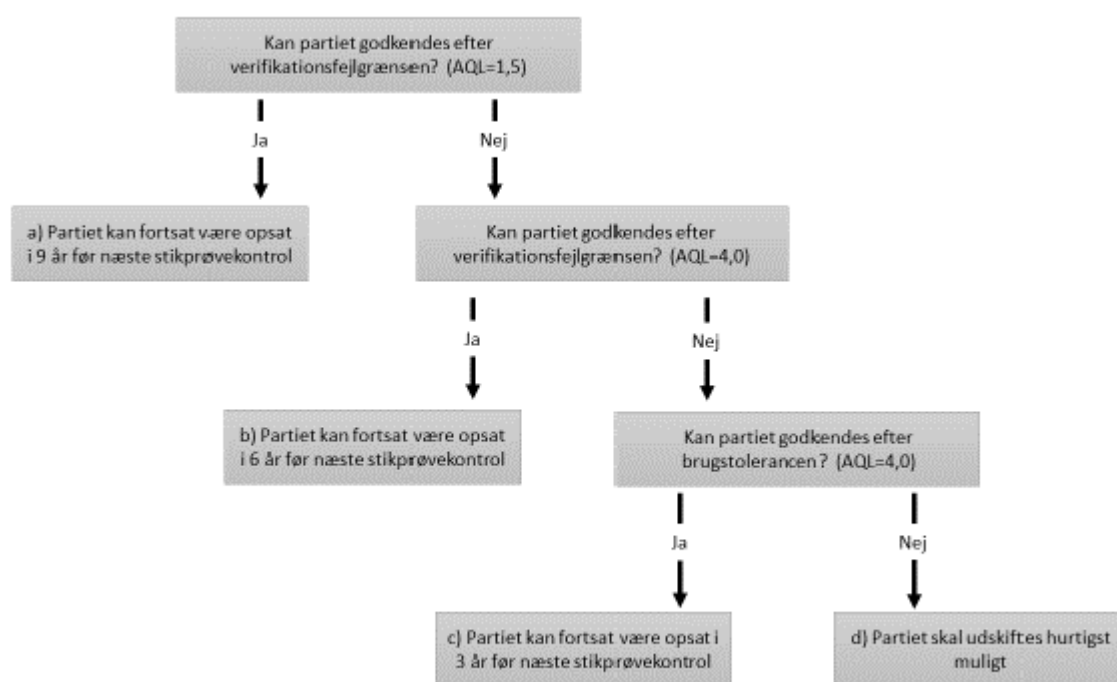 Kan partiet godkendes efter
verifikationsfejlgrænsen? (AQL=1,5)
Ja
Nej
a) Partiet kan fortsat være opsat
i 9 år før næste stikprøvekontrol
Kan partiet godkendes efter
verifikationsfejlgrænsen? (AQL=4,0)
Ja
Nej
b) Partiet kan fortsat være opsat
i 6 år før næste stikprøvekontrol
Kan partiet godkendes efter
brugstolerancen? (AQL=4,0)
Ja
Nej
c) Partiet kan fortsat være opsat i
3 år før næste stikprøvekontrol
d) Partiet skal udskiftes hurtigst
muligt